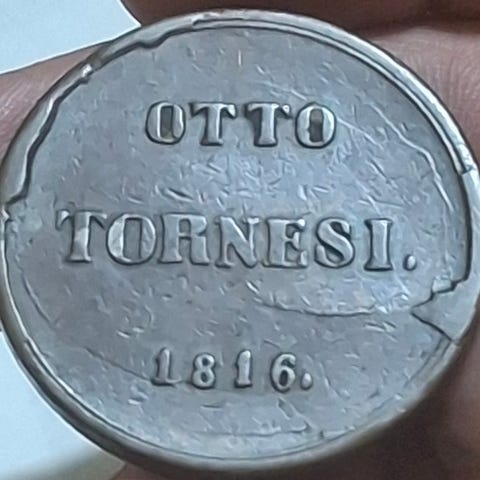 OTTO
TORNESI.
1816.